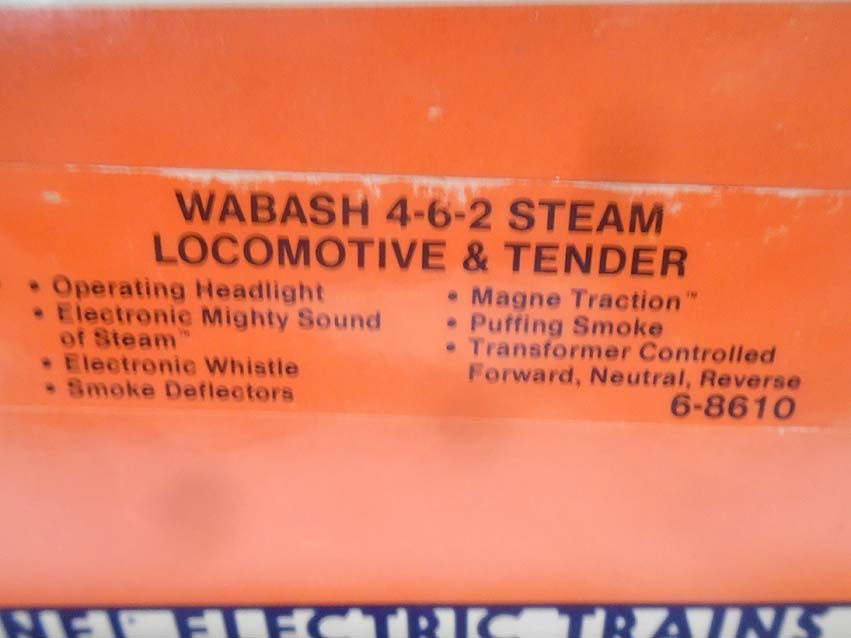 WABASH 4-6-2 STEAM
LOCOMOTIVE & TENDER
• Operating Headlight
• Electronic Mighty Sound
of Steam™
• Electronic Whistle
• Smoke Deflectors
• Magne Traction™
• Puffing Smoke
• Transformer Controlled
Forward, Neutral, Reverse
6-8610
NEL ELECTRIC TRAINS